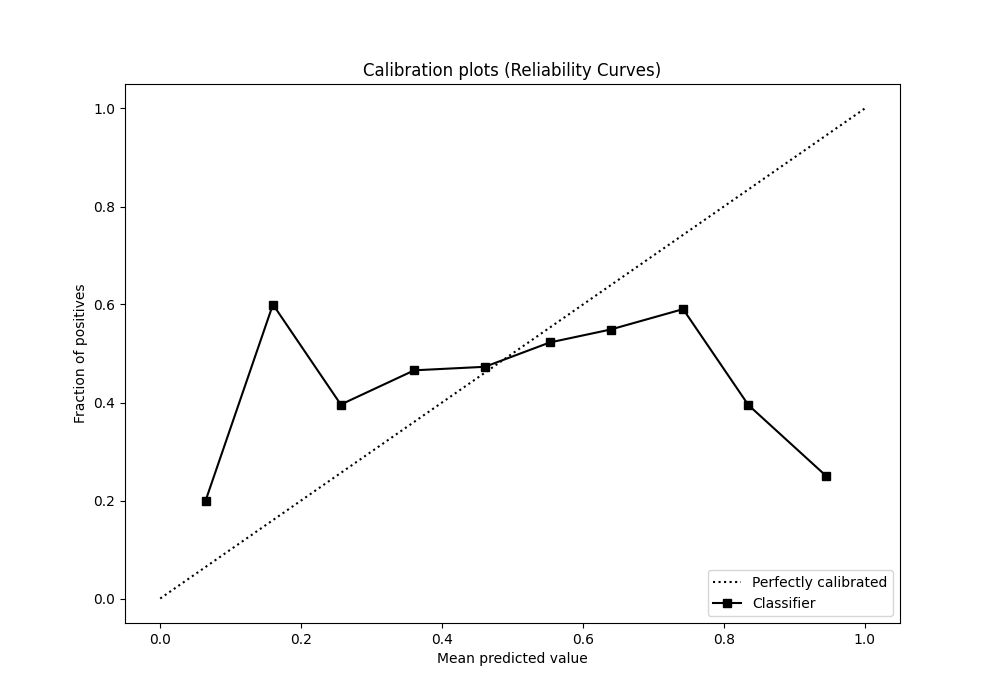 Calibration plots (Reliability Curves)
1.0
0.8
0.6
0.4
0.2
0.0
Fraction of positives
0.0 0.2 0.4 0.6 0.8 1.0
Mean predicted value
Perfectly calibrated
Classifier